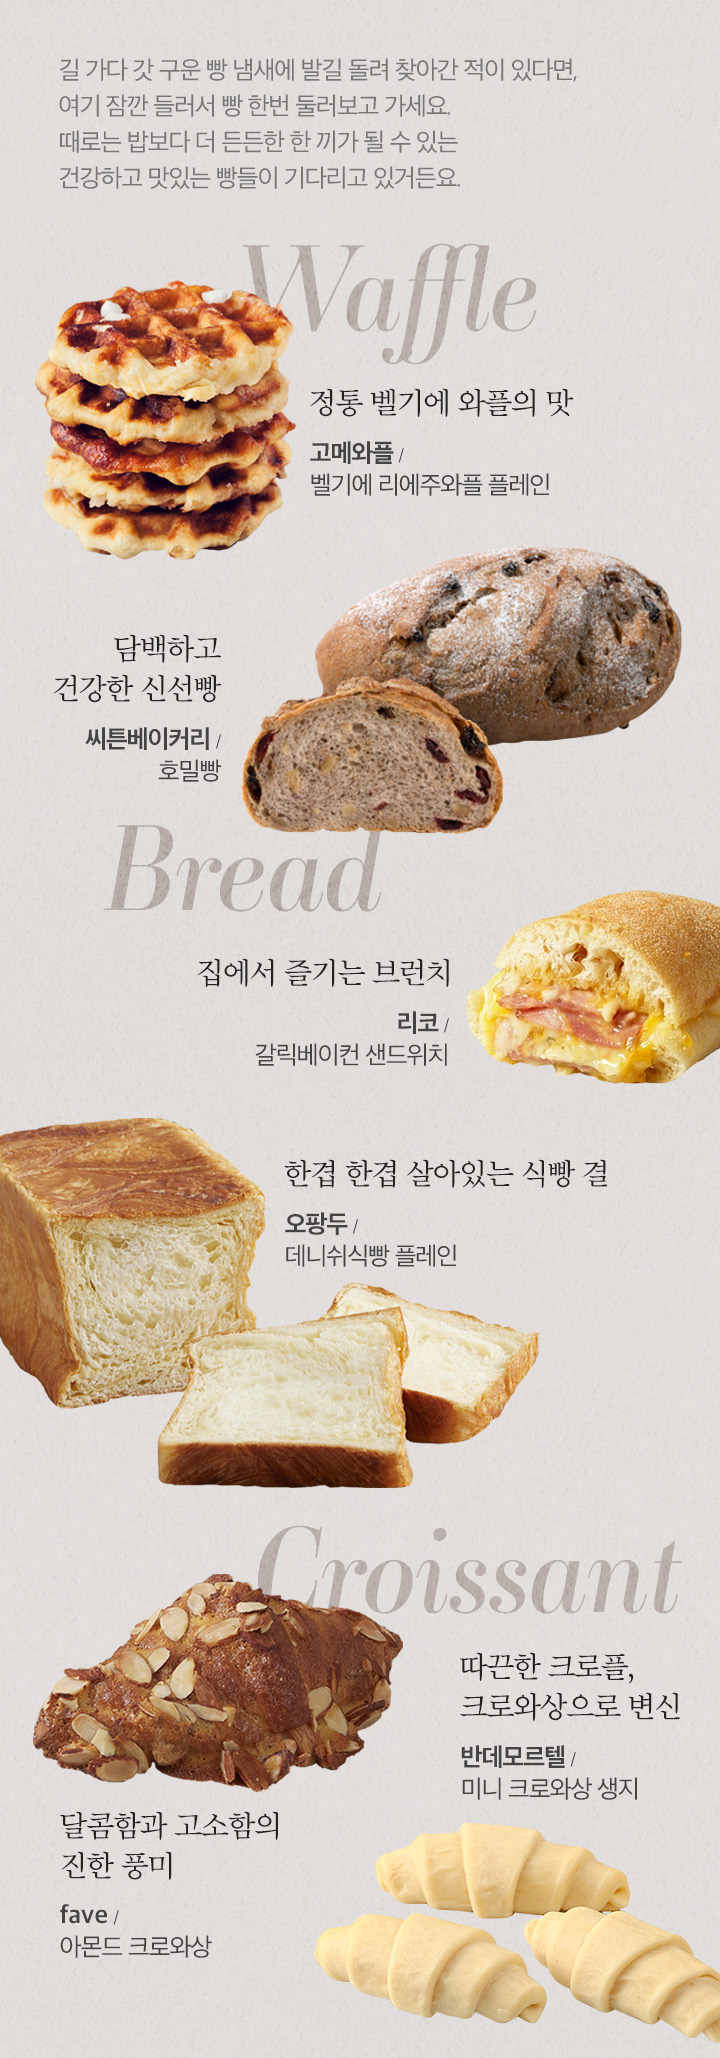 길 가다 갓 구운 빵 냄새에 발길 돌려 찾아간 적이 있다면,
여기 잠깐 들러서 빵 한번 둘러보고 가세요.
때로는 밥보다 더 든든한 한 끼가 될 수 있는
건강하고 맛있는 빵들이 기다리고 있거든요.
Waffle
정통 벨기에 와플의 맛
고메와플 /
벨기에 리에주와플 플레인
담백하고
건강한 신선빵
씨튼베이커리 /
호밀빵
Bread
집에서 즐기는 브런치
리코 /
갈릭베이컨 샌드위치
한겹 한겹 살아있는 식빵 결
오팡두 /
데니쉬식빵 플레인
Croissant
따끈한 크로플,
크로와상으로 변신
반데모르텔 /
미니 크로와상 생지
달콤함과 고소함의
진한 풍미
fave /
아몬드 크로와상